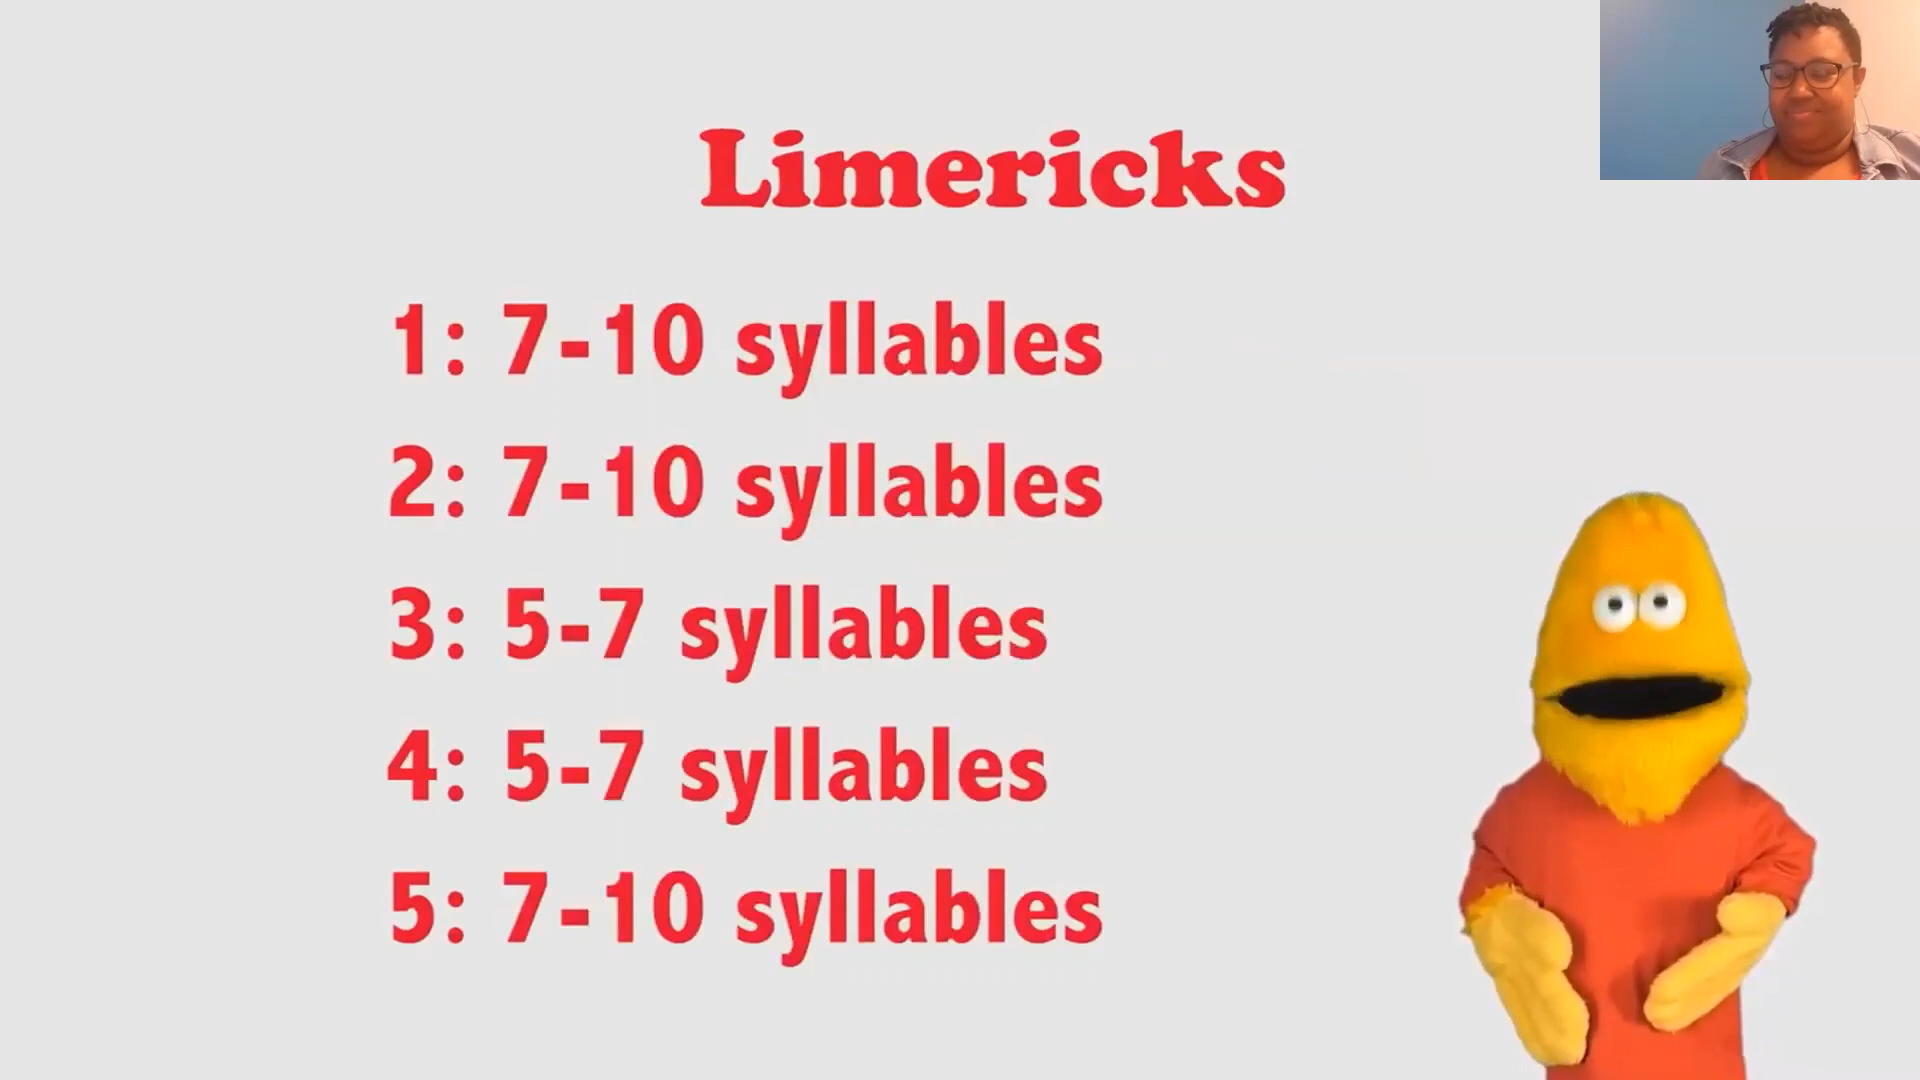 Limericks
1: 7-10 syllables
2: 7-10 syllables
3: 5-7 syllables
4: 5-7 syllables
5: 7-10 syllables